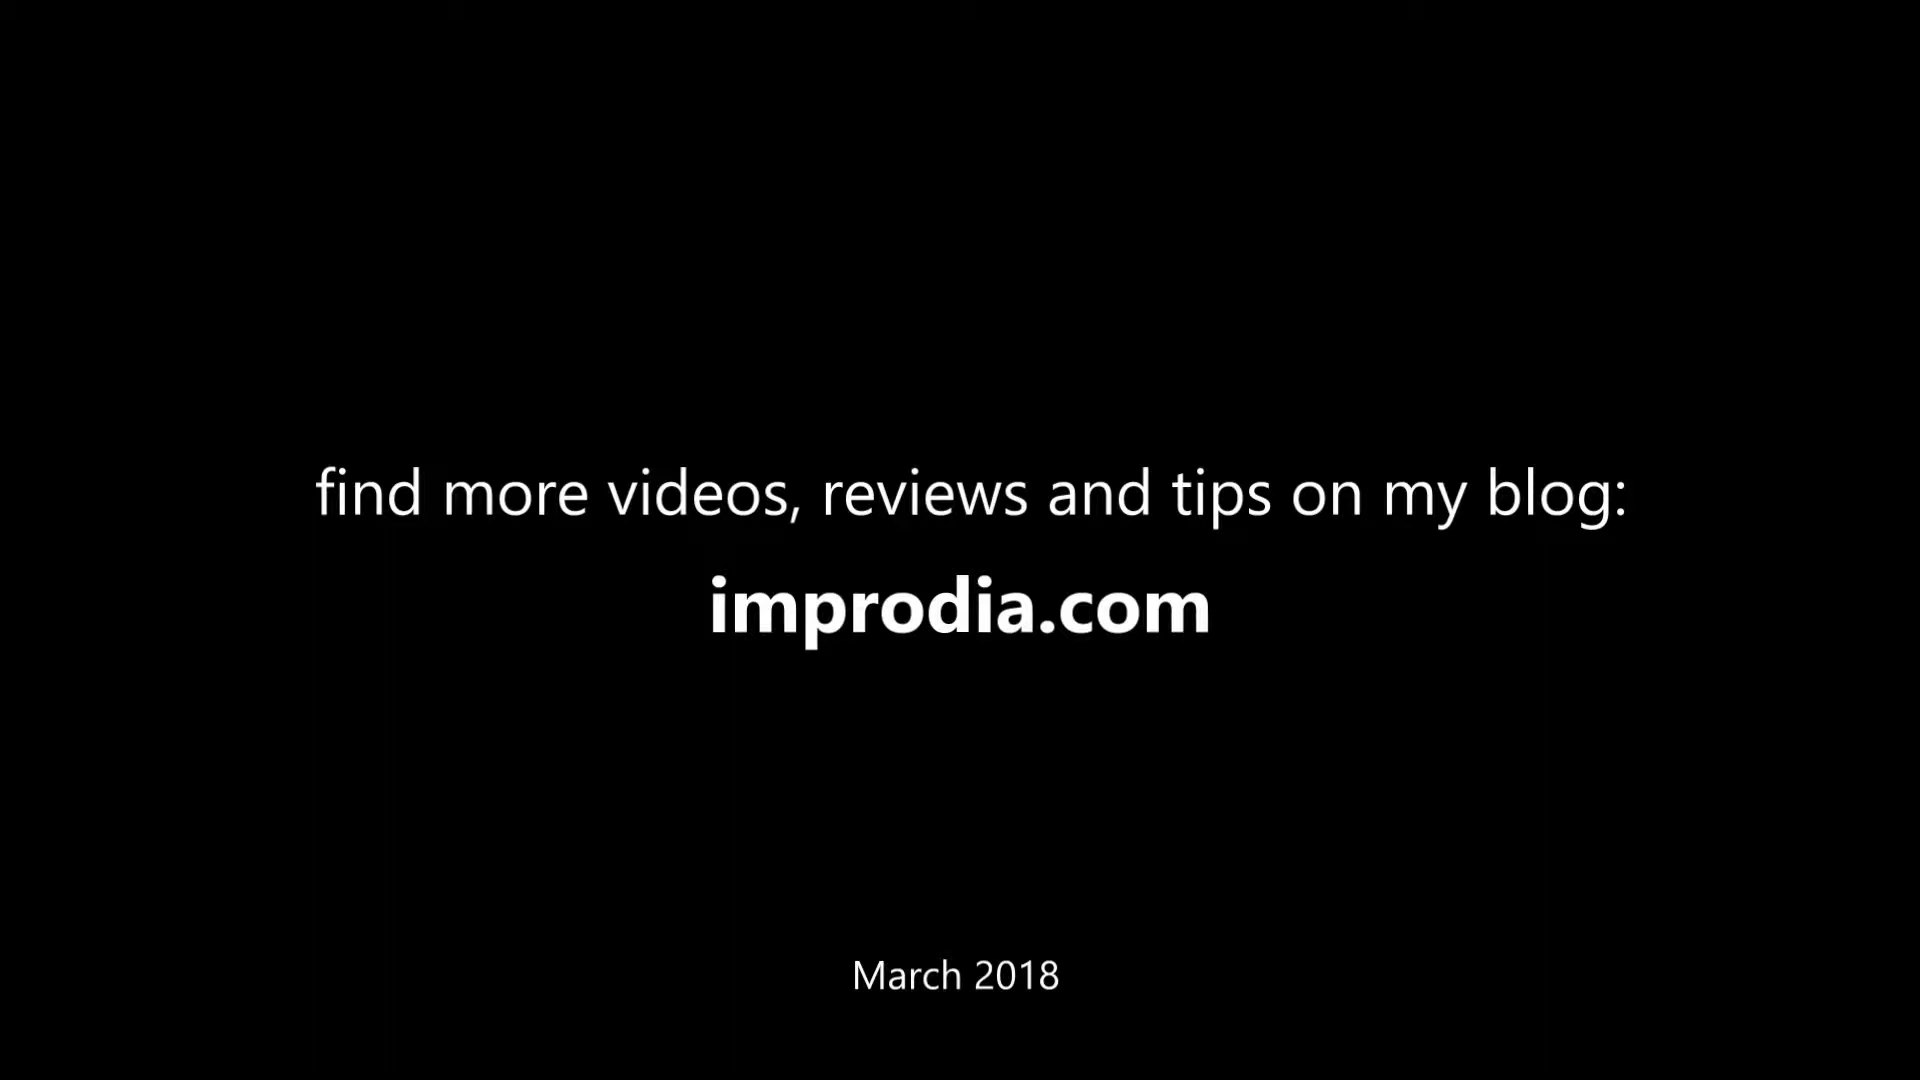 find more videos, reviews and tips on my blog:
improdia.com
March 2018